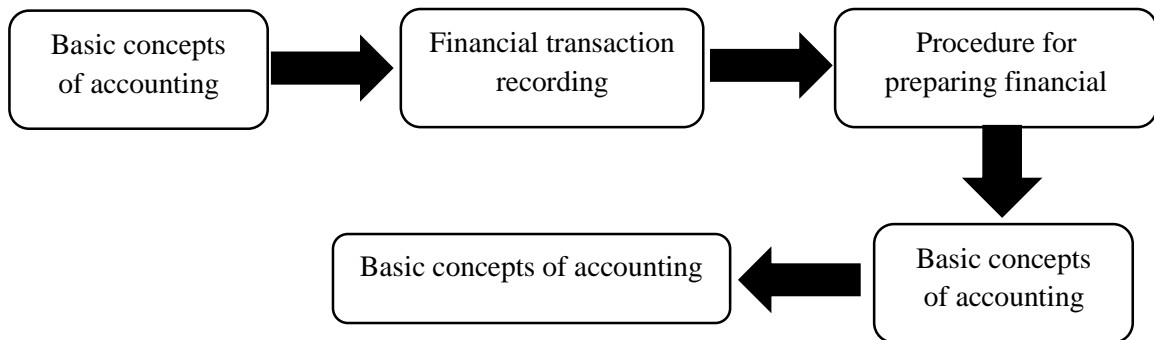 Basic concepts
of accounting
Financial transaction
recording
Procedure for
preparing financial
Basic concepts
of accounting
Basic concepts of accounting